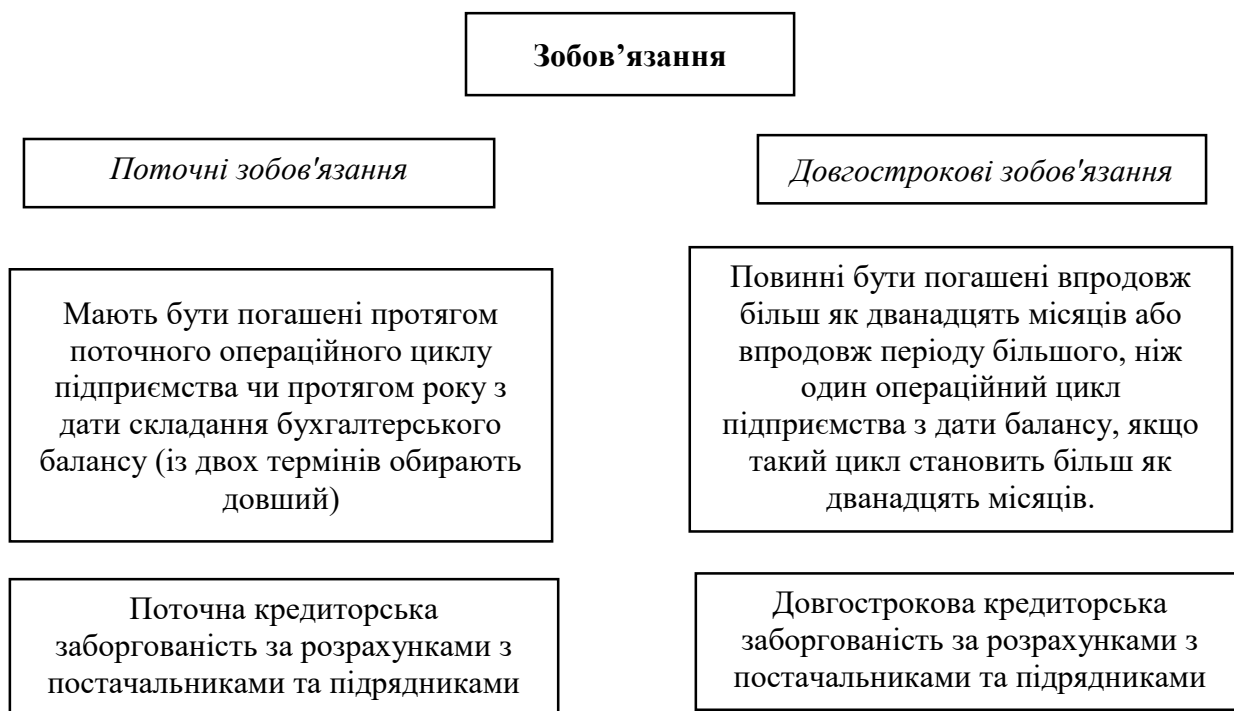 Зобов’язання
Поточні зобов'язання
Довгострокові зобов'язання
Мають бути погашені протягом
поточного операційного циклу
підприємства чи протягом року з
дати складання бухгалтерського
балансу (із двох термінів обирають
довший)
Повинні бути погашені впродовж
більш як дванадцять місяців або
впродовж періоду більшого, ніж
один операційний цикл
підприємства з дати балансу, якщо
такий цикл становить більш як
дванадцять місяців.
Поточна кредиторська
заборгованість за розрахунками з
постачальниками та підрядниками
Довгострокова кредиторська
заборгованість за розрахунками з
постачальниками та підрядниками